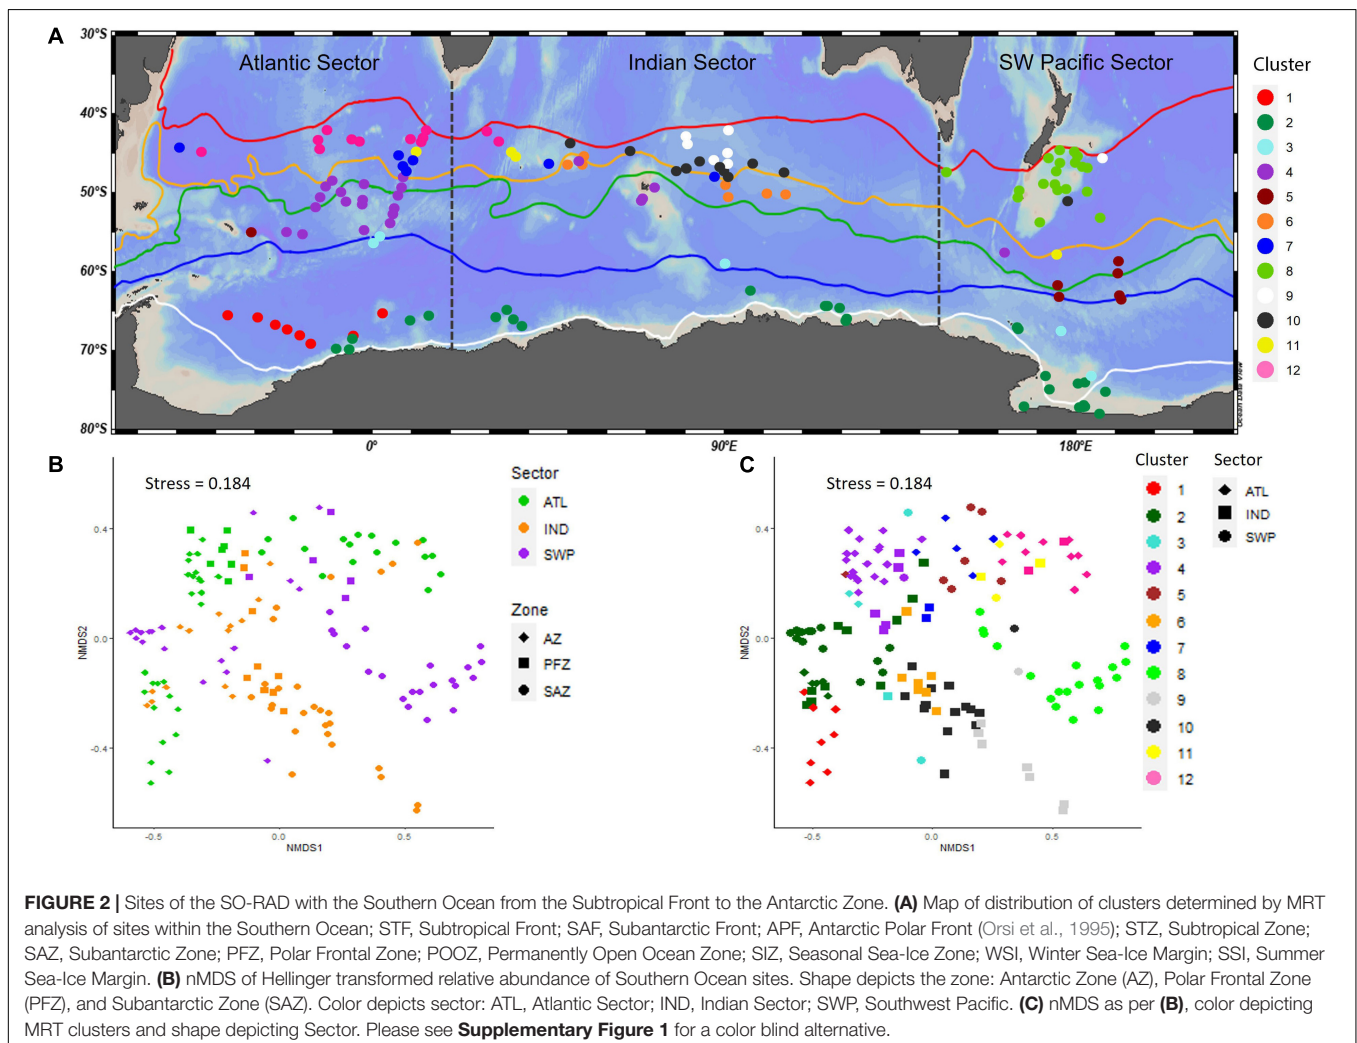 A
30°S
40°S
50°S
60°S
70°S
80°S
Atlantic Sector
Indian Sector
SW Pacific Sector
0°
90°E
180°E
Ocean Data View
Cluster
1
2
3
4
5
6
7
8
9
10
11
12
B
Stress = 0.184
0.4
0.0
-0.4
NMDS2
-0.5
0.0
0.5
NMDS1
Sector
ATL
IND
SWP
Zone
AZ
PFZ
SAZ
C
Stress = 0.184
0.4
0.0
-0.4
NMDS2
-0.5
0.0
0.5
NMDS1
Cluster
1
2
3
4
5
6
7
8
9
10
11
12
Sector
ATL
IND
SWP
FIGURE 2 | Sites of the SO-RAD with the Southern Ocean from the Subtropical Front to the Antarctic Zone. (A) Map of distribution of clusters determined by MRT
analysis of sites within the Southern Ocean; STF, Subtropical Front; SAF, Subantarctic Front; APF, Antarctic Polar Front (Orsi et al., 1995); STZ, Subtropical Zone;
SAZ, Subantarctic Zone; PFZ, Polar Frontal Zone; POOZ, Permanently Open Ocean Zone; SIZ, Seasonal Sea-Ice Zone; WSI, Winter Sea-Ice Margin; SSI, Summer
Sea-Ice Margin. (B) nMDS of Hellinger transformed relative abundance of Southern Ocean sites. Shape depicts the zone: Antarctic Zone (AZ), Polar Frontal Zone
(PFZ), and Subantarctic Zone (SAZ). Color depicts sector: ATL, Atlantic Sector; IND, Indian Sector; SWP, Southwest Pacific. (C) nMDS as per (B), color depicting
MRT clusters and shape depicting Sector. Please see Supplementary Figure 1 for a color blind alternative.